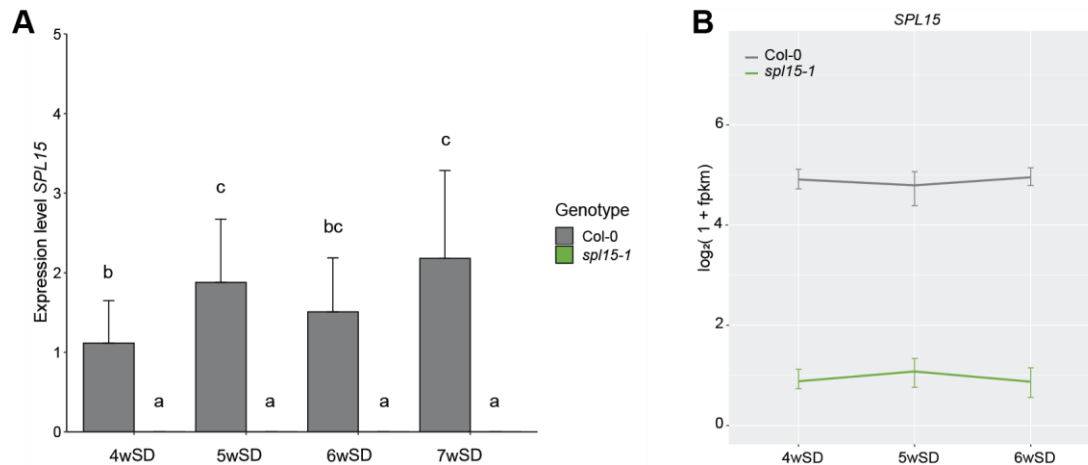 A
Expression level SPL15
5
4
3
2
1
0
b
a
c
a
bc
a
c
a
4wSD 5wSD 6wSD 7wSD
Genotype
Col-0
spl15-1
B
SPL15
Col-0
spl15-1
log₂( 1 + fpkm)
6
4
2
0
4wSD 5wSD 6wSD